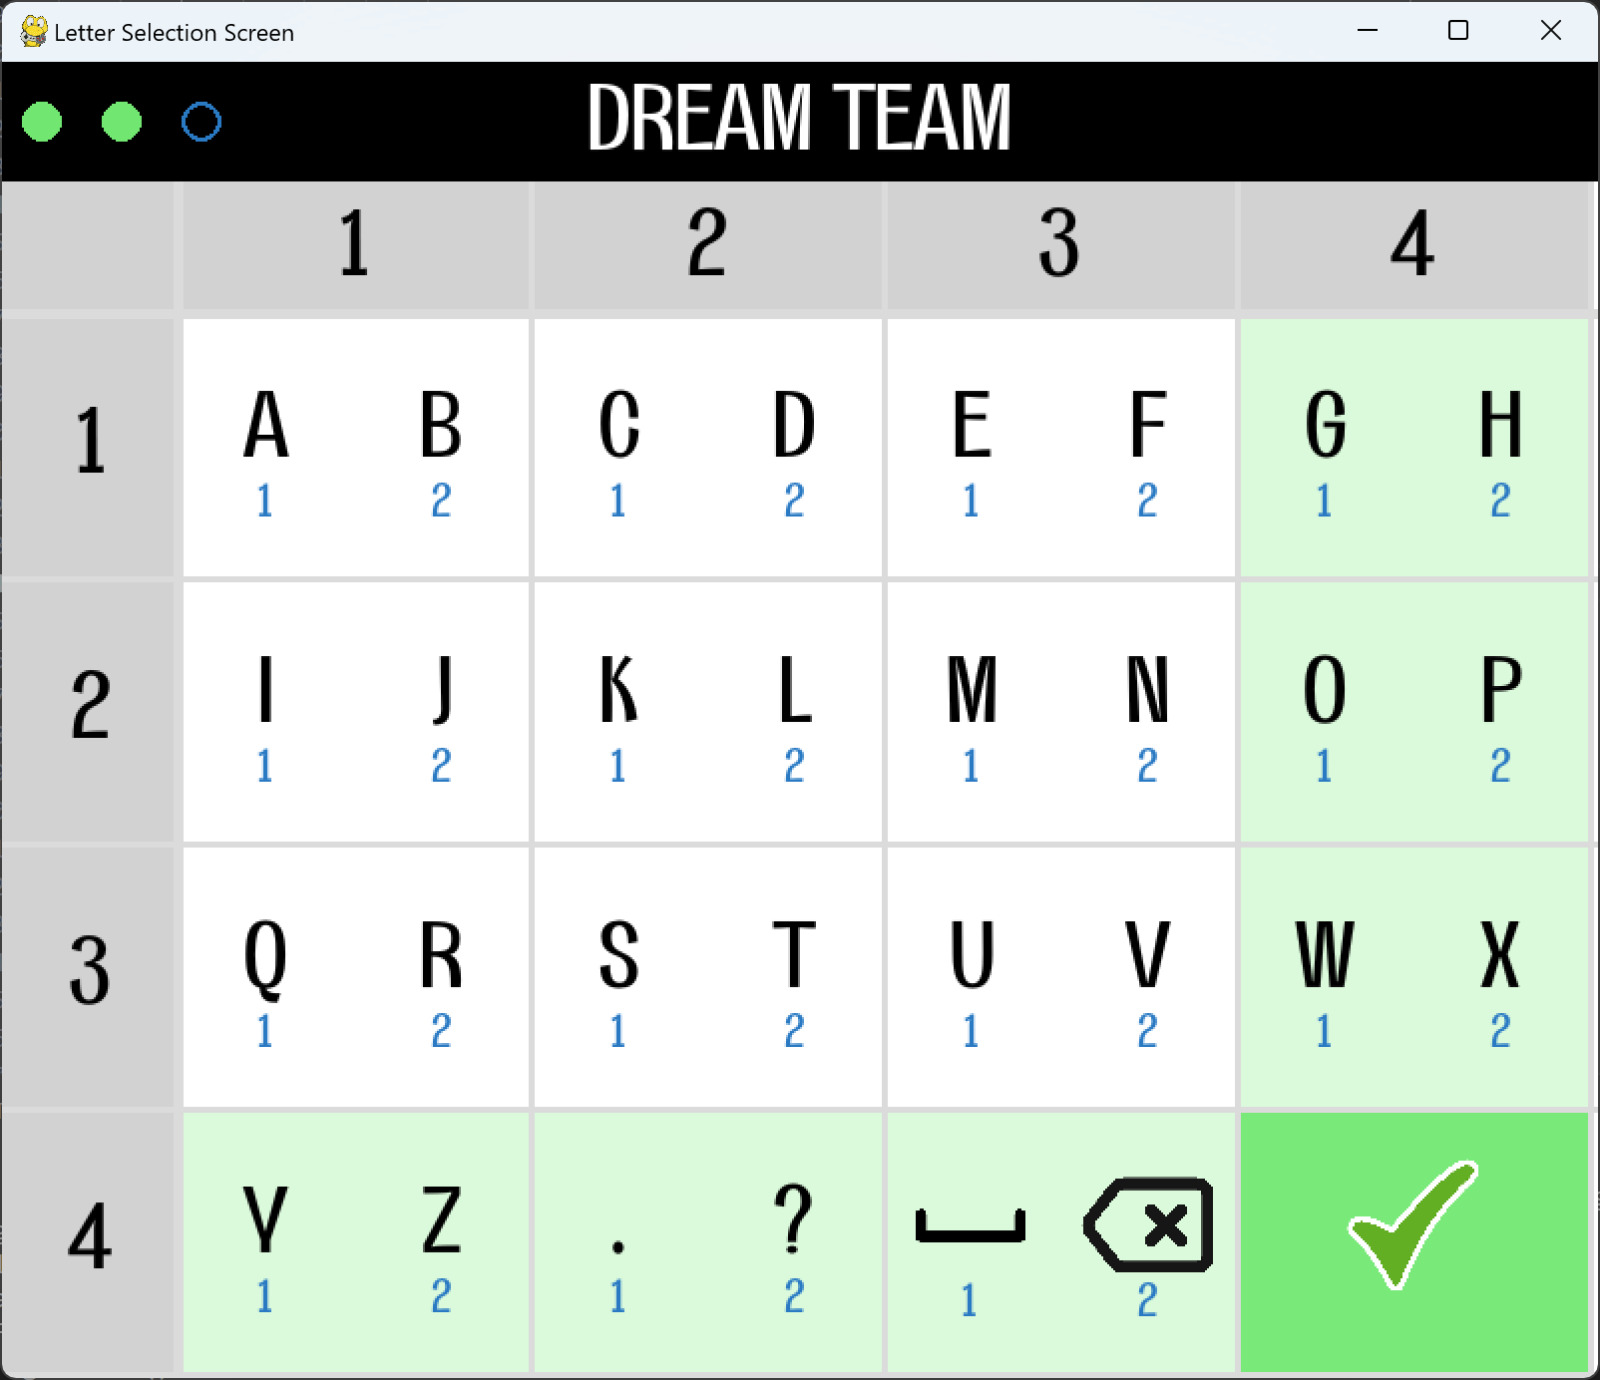 Letter Selection Screen
DREAM TEAM
1 2 3 4
1 A B C D E F G H
1 2 1 2 1 2 1 2
2 I J K L M N O P
1 2 1 2 1 2 1 2
3 Q R S T U V W X
1 2 1 2 1 2 1 2
4 Y Z . ?
1 2 1 2 1 2